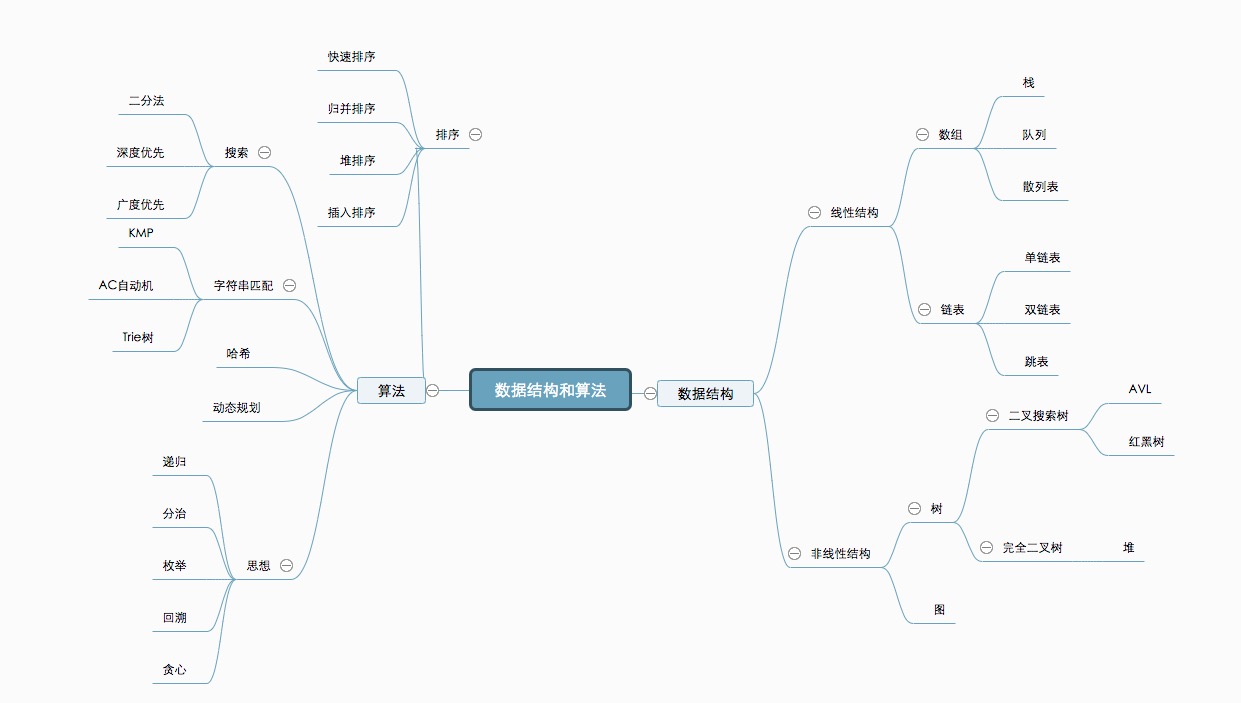 数据结构和算法
算法
排序
快速排序
归并排序
堆排序
插入排序
搜索
二分法
深度优先
广度优先
字符串匹配
KMP
AC自动机
Trie树
哈希
动态规划
思想
递归
分治
枚举
回溯
贪心
数据结构
线性结构
数组
栈
队列
散列表
链表
单链表
双链表
跳表
非线性结构
树
二叉搜索树
AVL
红黑树
完全二叉树
堆
图